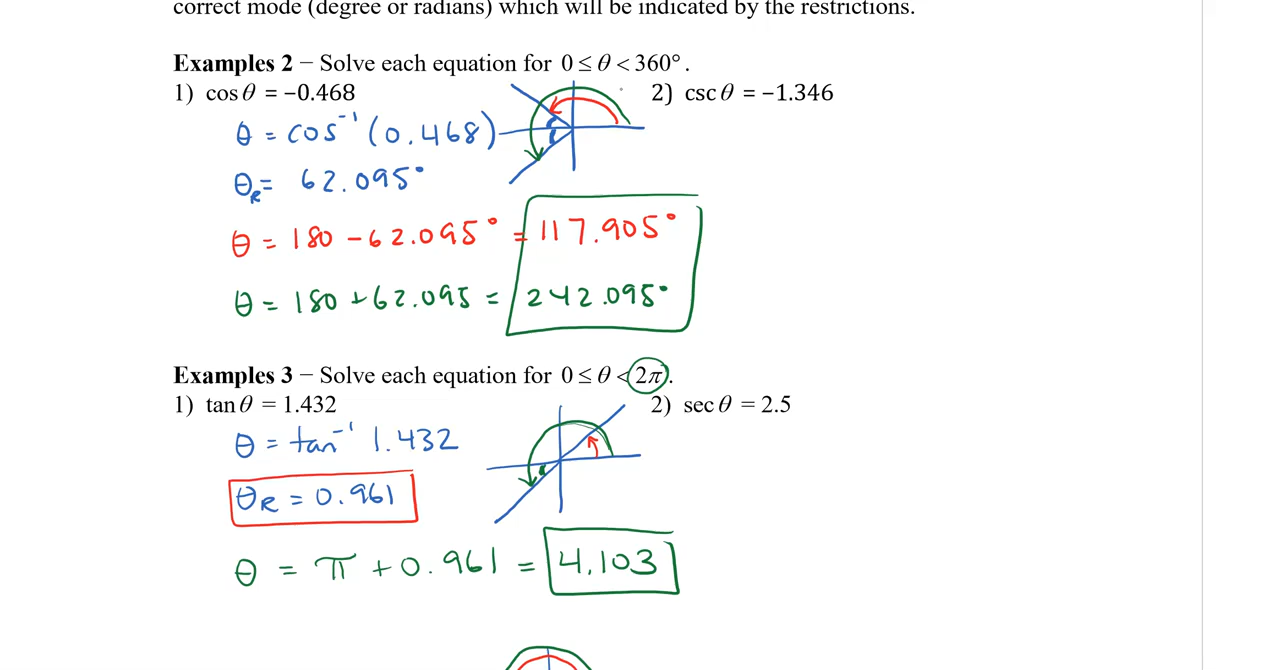 correct mode (degree or radians) which will be indicated by the restrictions.
Examples 2 − Solve each equation for 0 ≤ θ < 360° .
1) cos θ = −0.468
2) csc θ = −1.346
θ = cos⁻¹ (0.468)
θR = 62.095°
θ = 180 − 62.095° = 117.905°
θ = 180 + 62.095 = 242.095°
Examples 3 − Solve each equation for 0 ≤ θ < 2π .
1) tan θ = 1.432
2) sec θ = 2.5
θ = tan⁻¹ 1.432
θR = 0.961
θ = π + 0.961 = 4.103